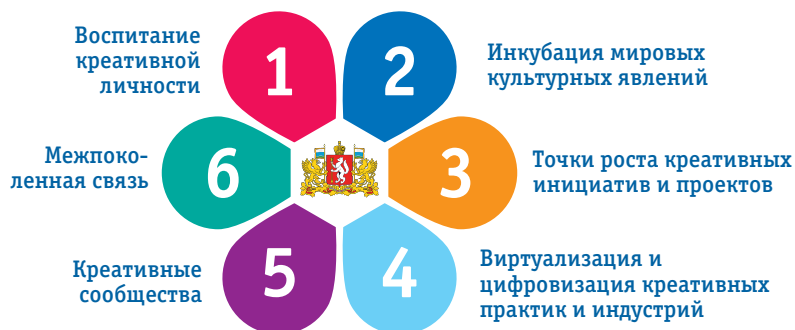 Воспитание
креативной
личности
1
2
Инкубация мировых
культурных явлений
Межпоко-
ленная связь
6
3
Точки роста креативных
инициатив и проектов
Креативные
сообщества
5
4
Виртуализация и
цифровизация креативных
практик и индустрий